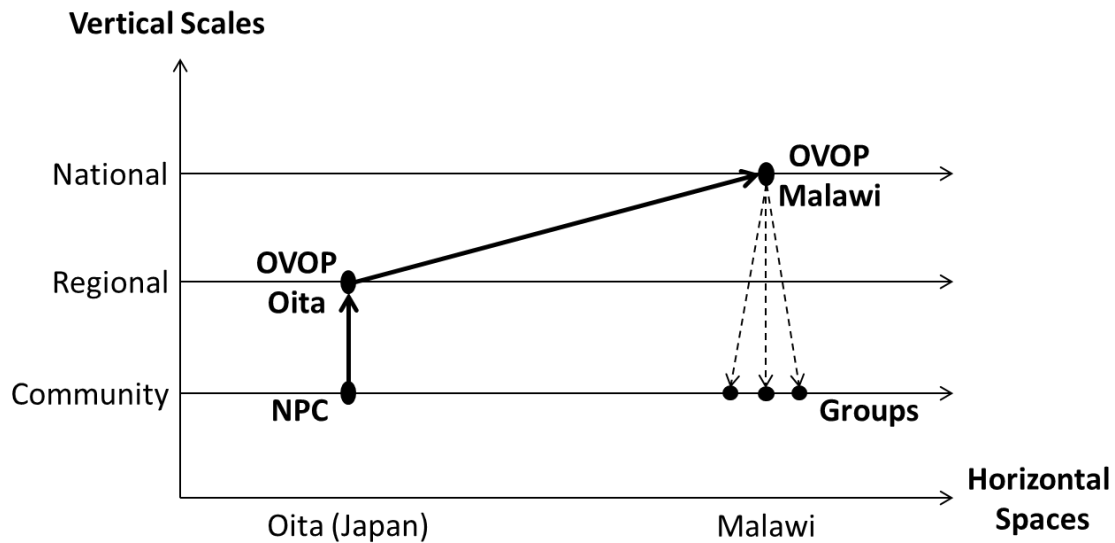 Vertical Scales
National
OVOP
Malawi
OVOP
Oita
Regional
Community
NPC
Groups
Horizontal
Spaces
Oita (Japan)
Malawi